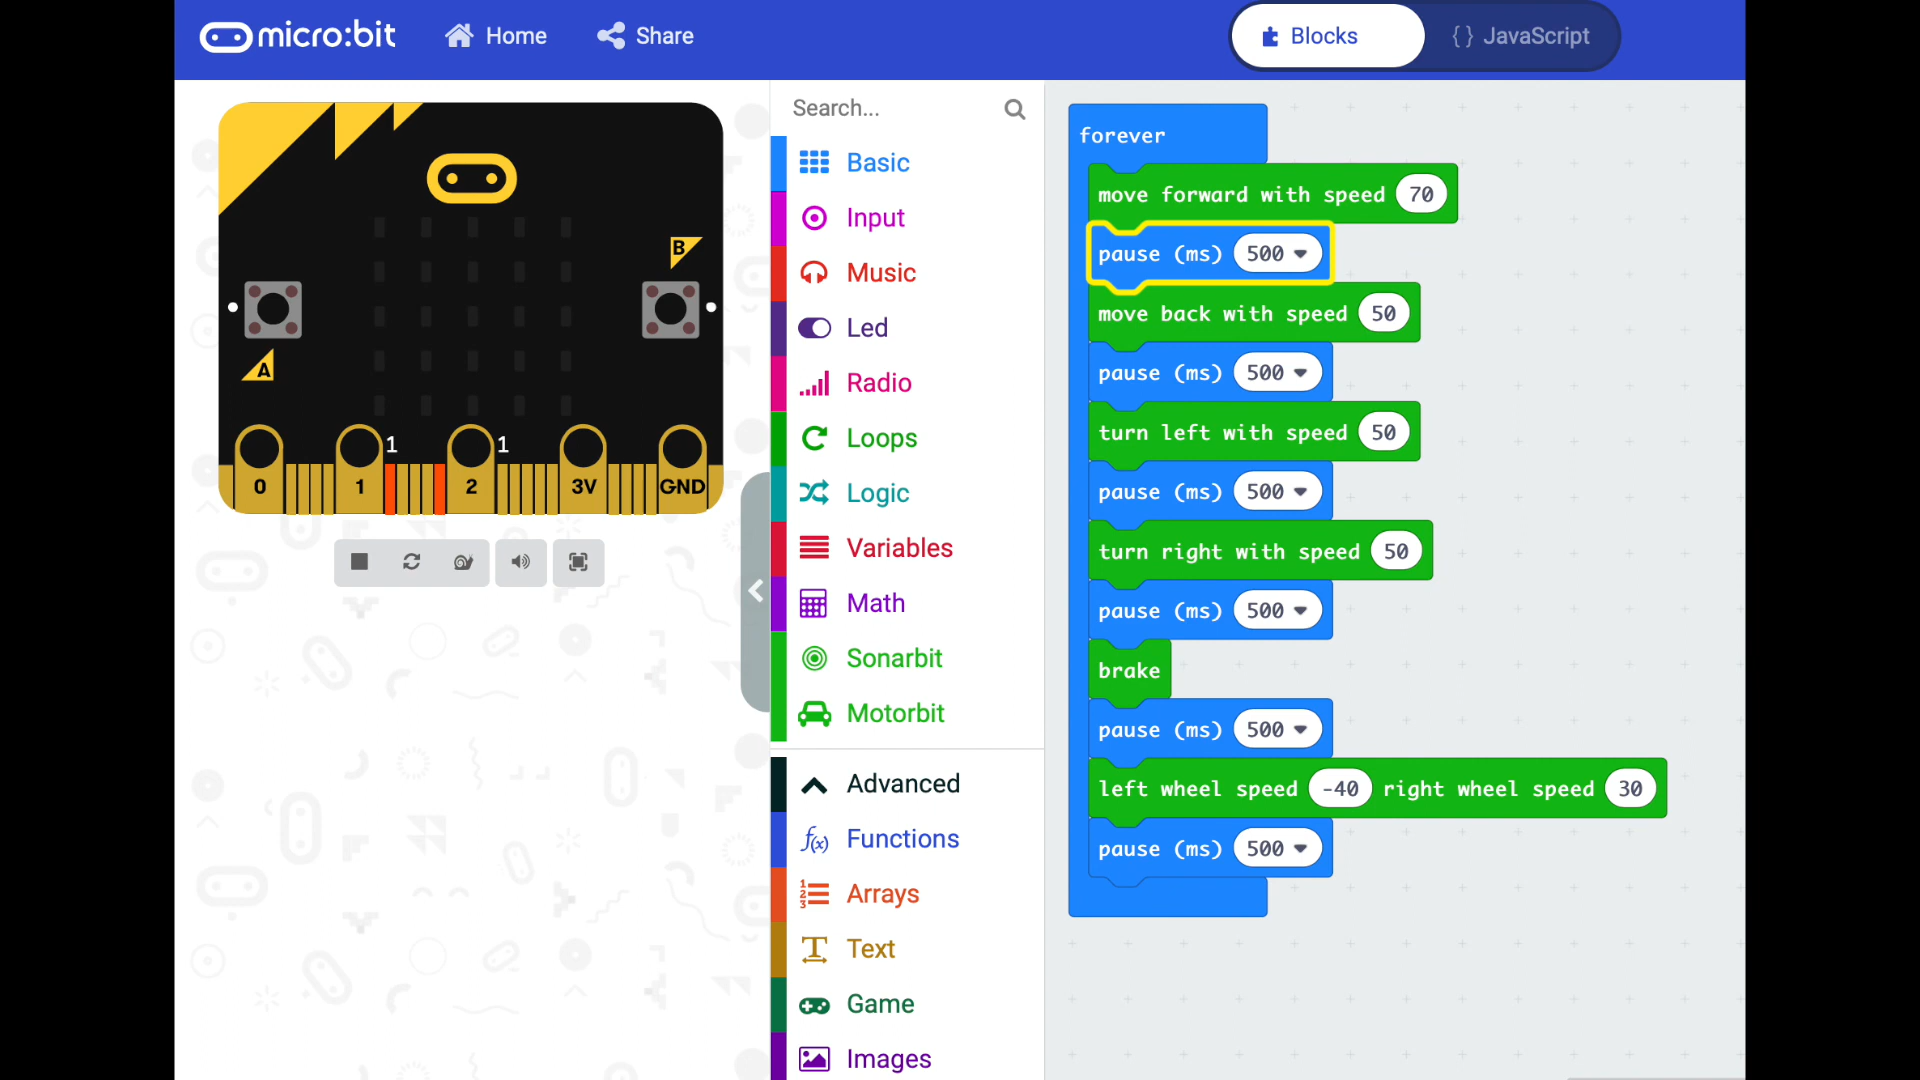 micro:bit
Home
Share
Blocks
{ } JavaScript
B
A
1
1
0
1
2
3V
GND
Search...
Basic
Input
Music
Led
Radio
Loops
Logic
Variables
Math
Sonarbit
Motorbit
Advanced
f(x) Functions
Arrays
Text
Game
Images
forever
move forward with speed 70
pause (ms) 500
move back with speed 50
pause (ms) 500
turn left with speed 50
pause (ms) 500
turn right with speed 50
pause (ms) 500
brake
pause (ms) 500
left wheel speed -40 right wheel speed 30
pause (ms) 500